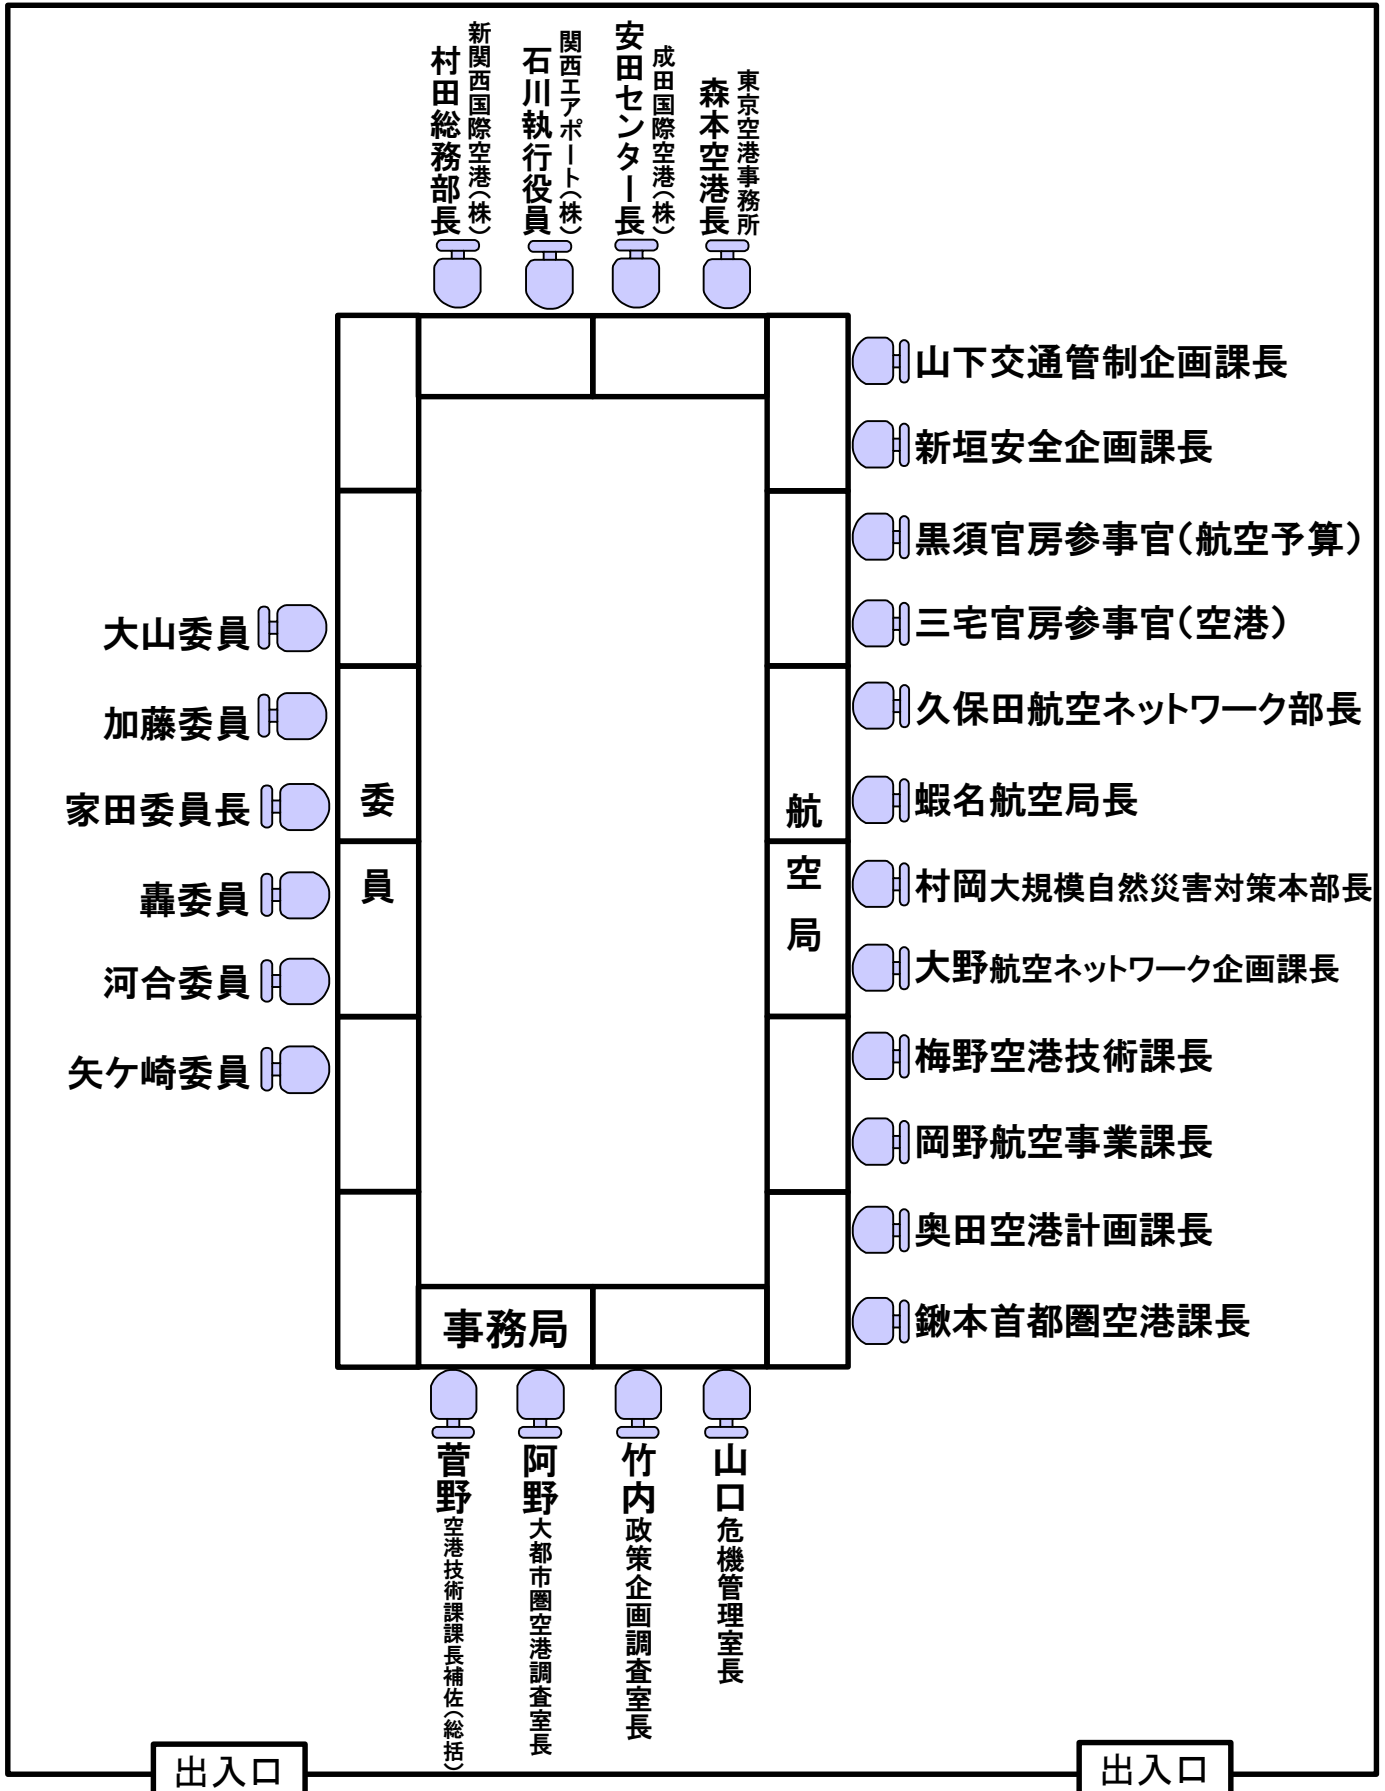 新関西国際空港(株)
村田総務部長
関西エアポート(株)
石川執行役員
成田国際空港(株)
安田センター長
東京空港事務所
森本空港長
山下交通管制企画課長
新垣安全企画課長
黒須官房参事官(航空予算)
三宅官房参事官(空港)
久保田航空ネットワーク部長
蝦名航空局長
村岡大規模自然災害対策本部長
大野航空ネットワーク企画課長
梅野空港技術課長
岡野航空事業課長
奥田空港計画課長
鍬本首都圏空港課長
航空局
大山委員
加藤委員
家田委員長
轟委員
河合委員
矢ケ崎委員
委員
事務局
菅野空港技術課課長補佐(総括)
阿野大都市圏空港調査室長
竹内政策企画調査室長
山口危機管理室長
出入口
出入口